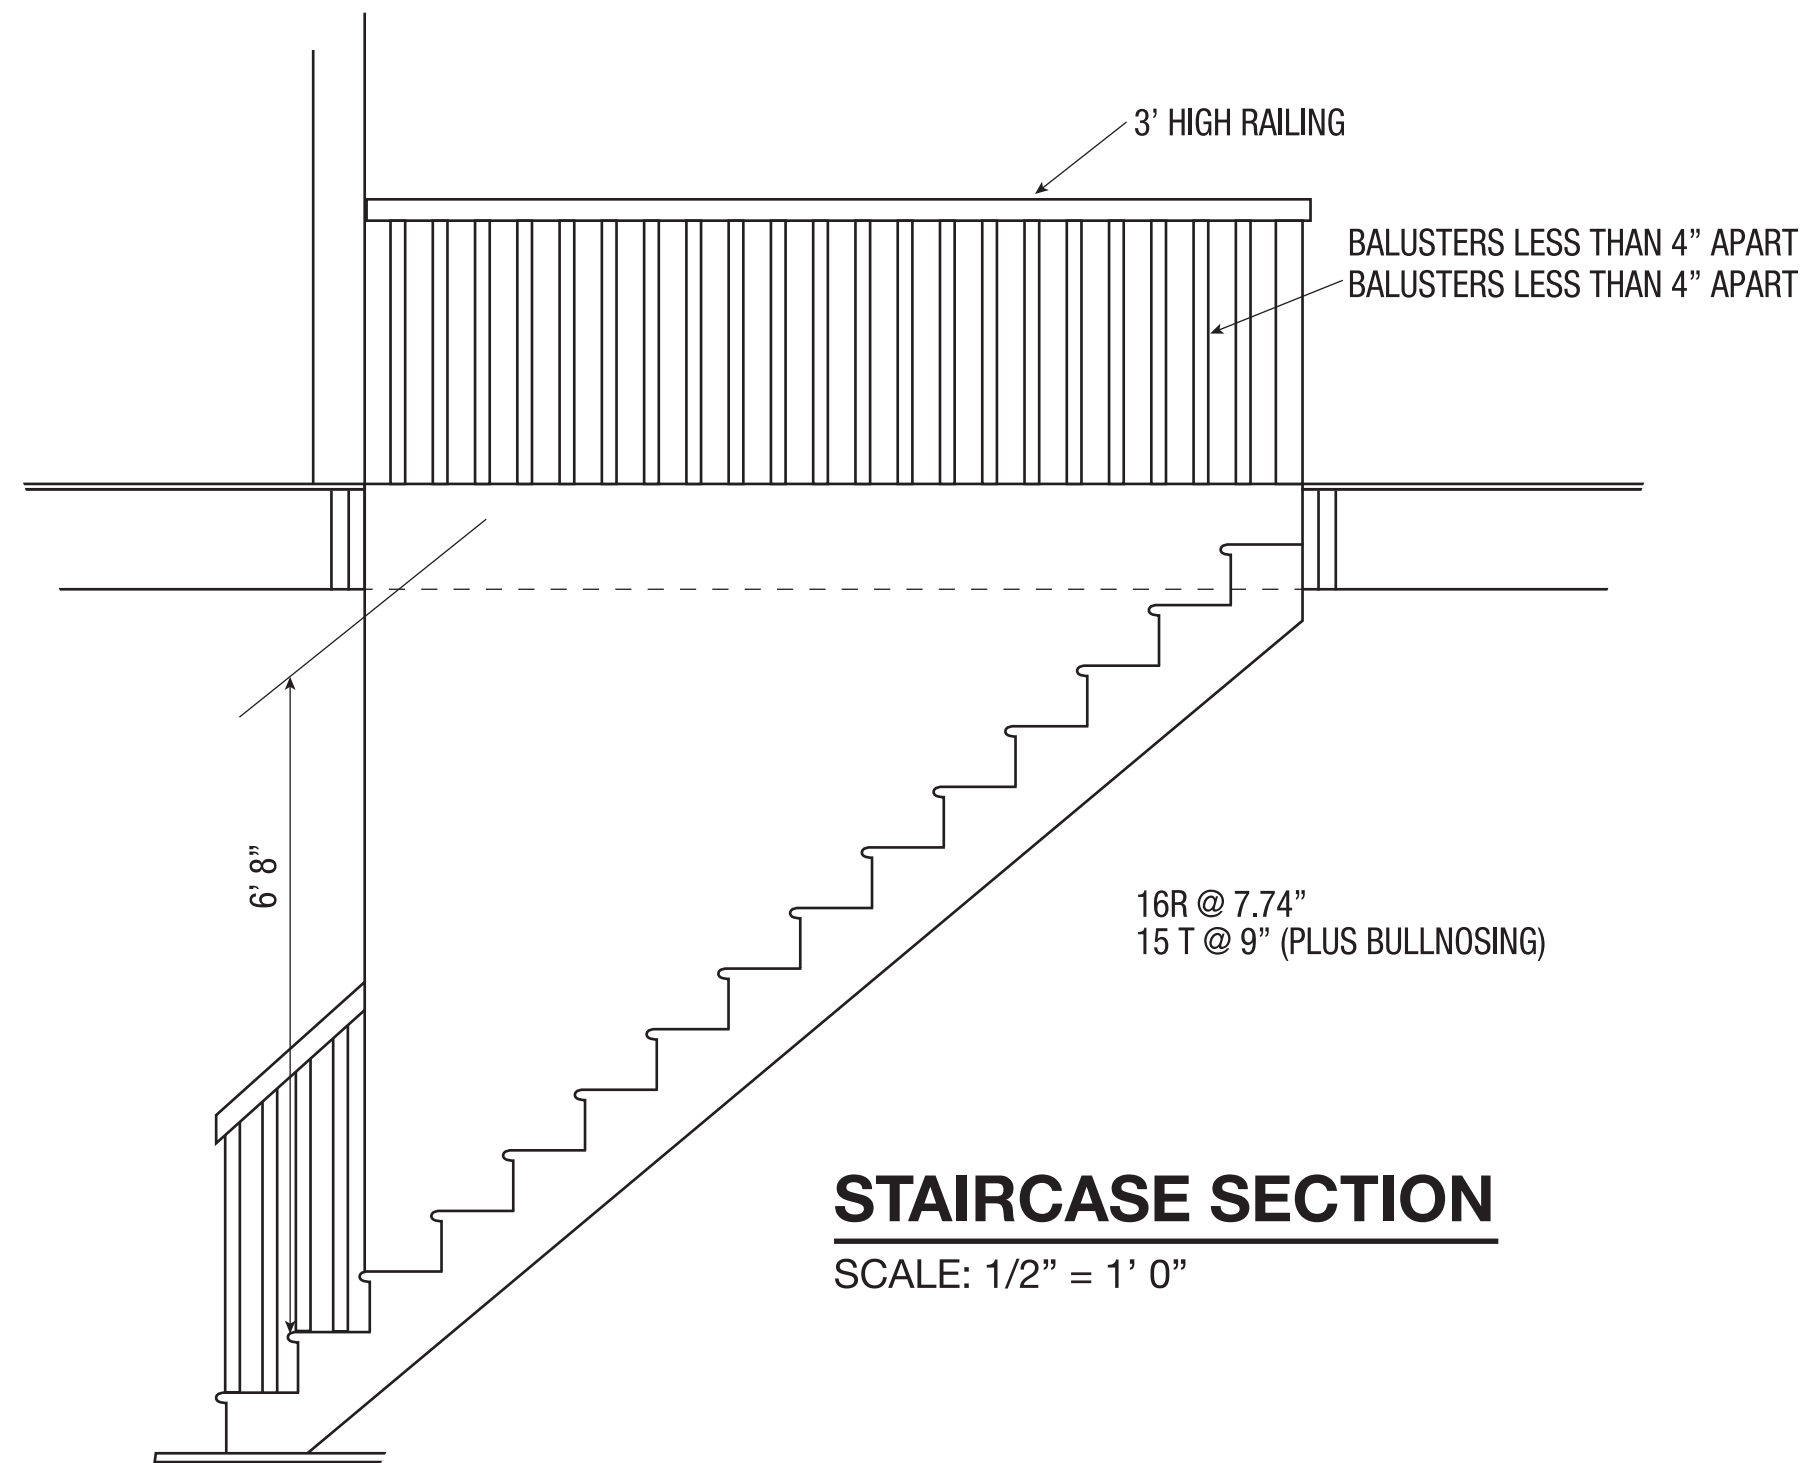 3’ HIGH RAILING
BALUSTERS LESS THAN 4” APART
BALUSTERS LESS THAN 4” APART
6’ 8”
16R @ 7.74”
15 T @ 9” (PLUS BULLNOSING)
STAIRCASE SECTION
SCALE: 1/2” = 1’ 0”